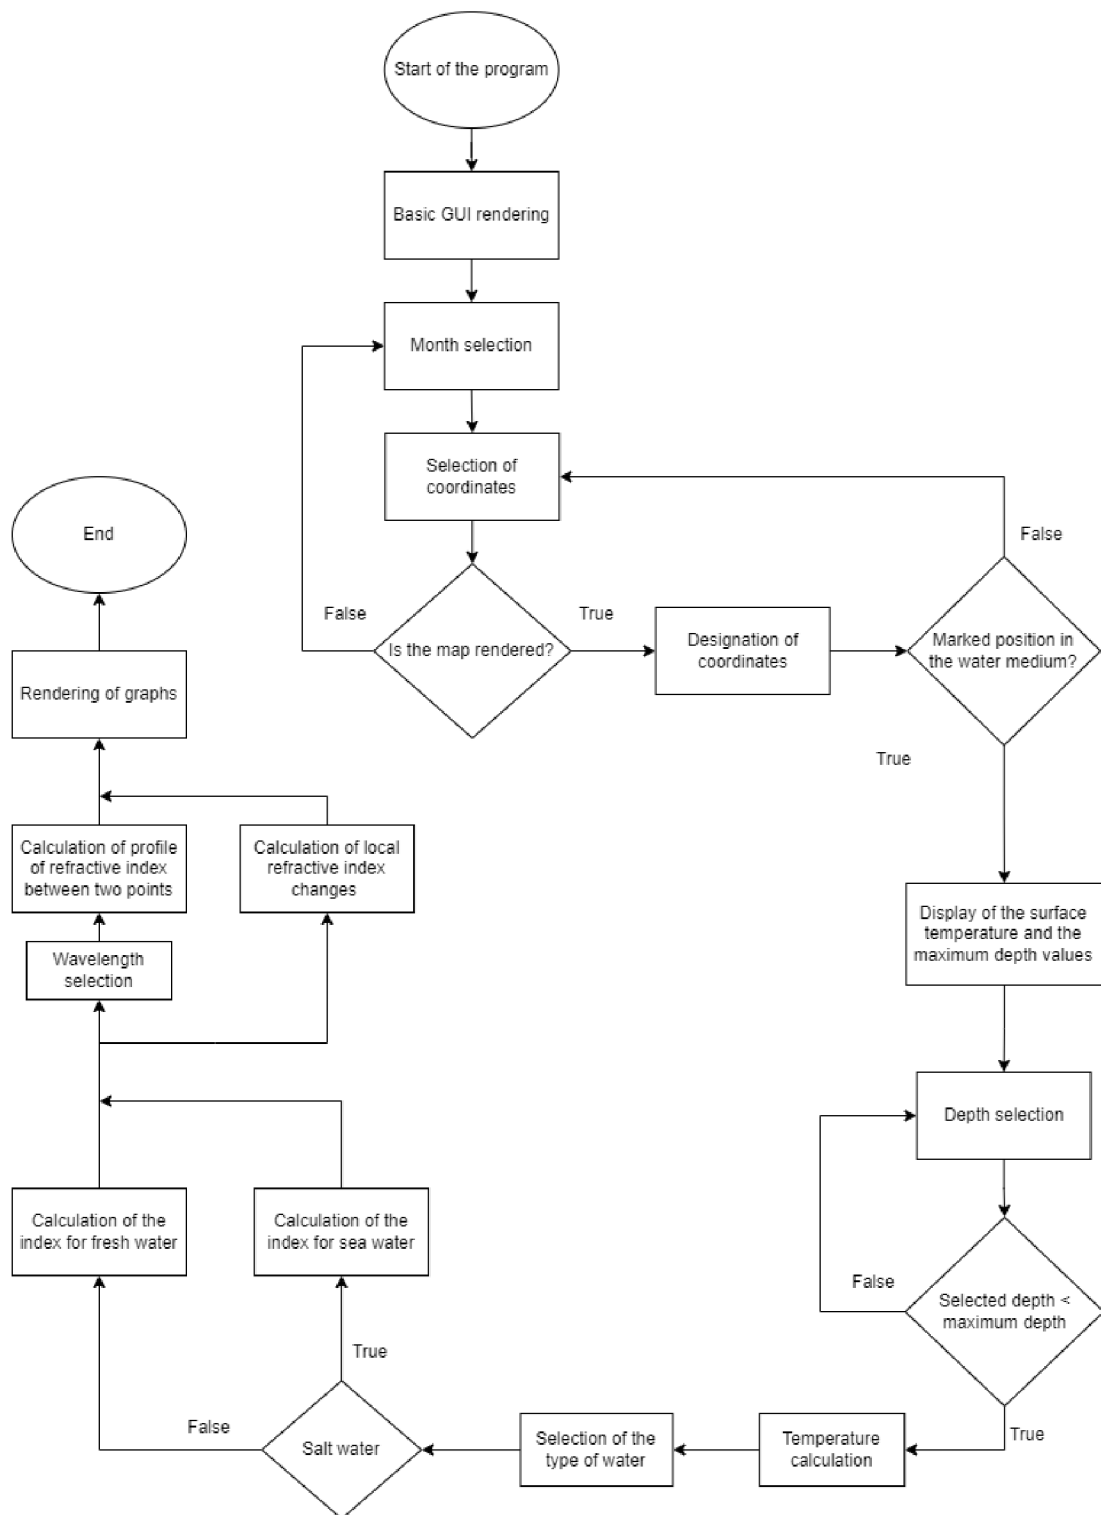 Start of the program
Basic GUI rendering
Month selection
Selection of
coordinates
Is the map rendered?
False
True
Designation of
coordinates
Marked position in
the water medium?
False
True
Display of the surface
temperature and the
maximum depth values
Depth selection
Selected depth <
maximum depth
False
True
Temperature
calculation
Selection of the
type of water
Salt water
False
True
Calculation of the
index for fresh water
Calculation of the
index for sea water
Wavelength
selection
Calculation of profile
of refractive index
between two points
Calculation of local
refractive index
changes
Rendering of graphs
End